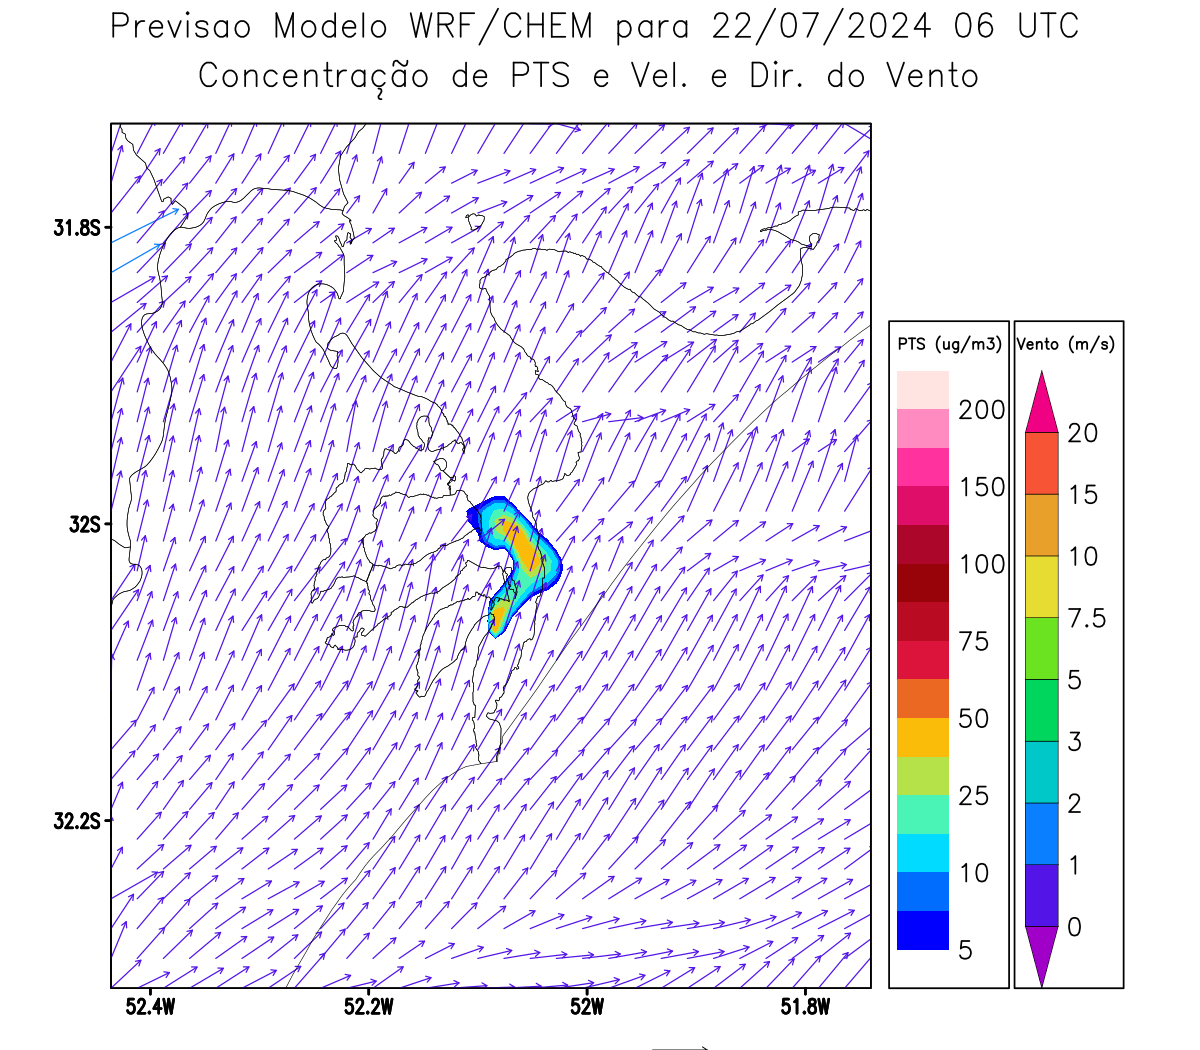 Previsao Modelo WRF/CHEM para 22/07/2024 06 UTC
Concentração de PTS e Vel. e Dir. do Vento
31.8S
32S
32.2S
52.4W
52.2W
52W
51.8W
PTS (ug/m3)
200
150
100
75
50
25
10
5
Vento (m/s)
20
15
10
7.5
5
3
2
1
0